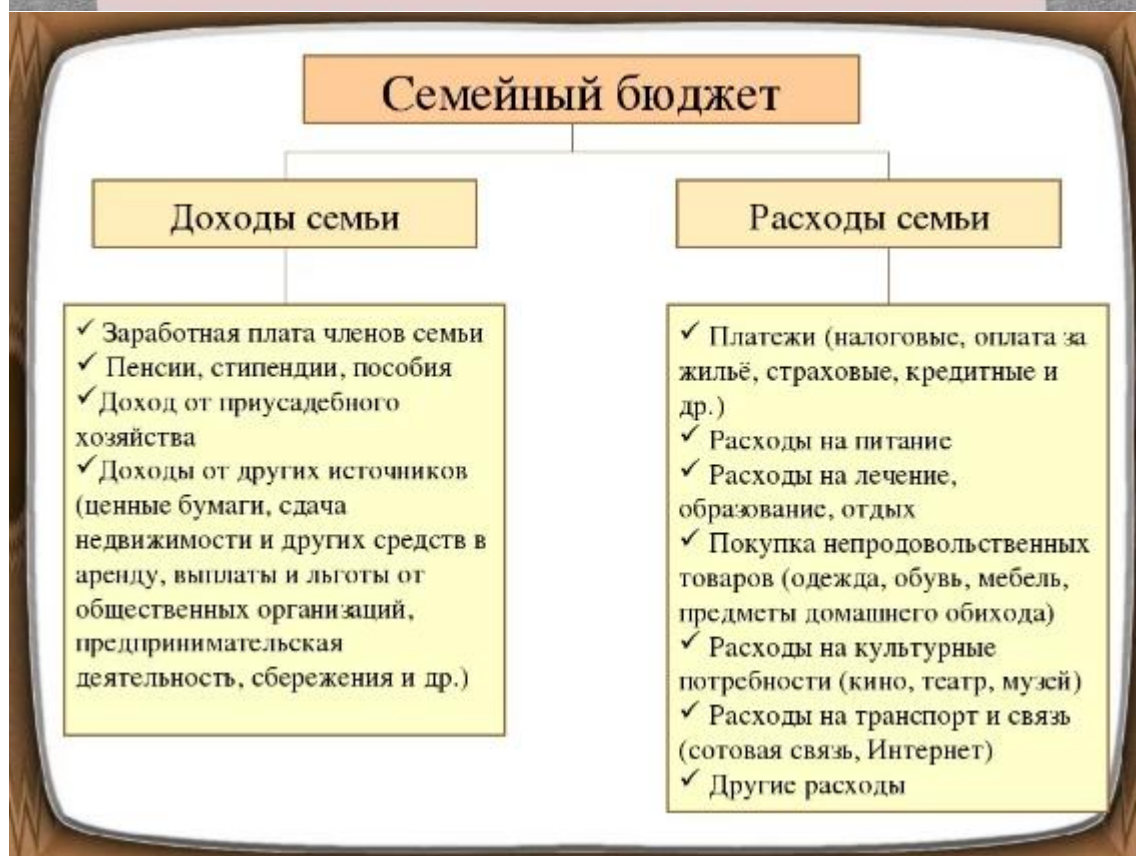 Семейный бюджет
Доходы семьи
✓ Заработная плата членов семьи
✓ Пенсии, стипендии, пособия
✓Доход от приусадебного
хозяйства
✓Доходы от других источников
(ценные бумаги, сдача
недвижимости и других средств в
аренду, выплаты и льготы от
общественных организаций,
предпринимательская
деятельность, сбережения и др.)
Расходы семьи
✓ Платежи (налоговые, оплата за
жильё, страховые, кредитные и
др.)
✓ Расходы на питание
✓ Расходы на лечение,
образование, отдых
✓ Покупка непродовольственных
товаров (одежда, обувь, мебель,
предметы домашнего обихода)
✓ Расходы на культурные
потребности (кино, театр, музей)
✓ Расходы на транспорт и связь
(сотовая связь, Интернет)
✓ Другие расходы